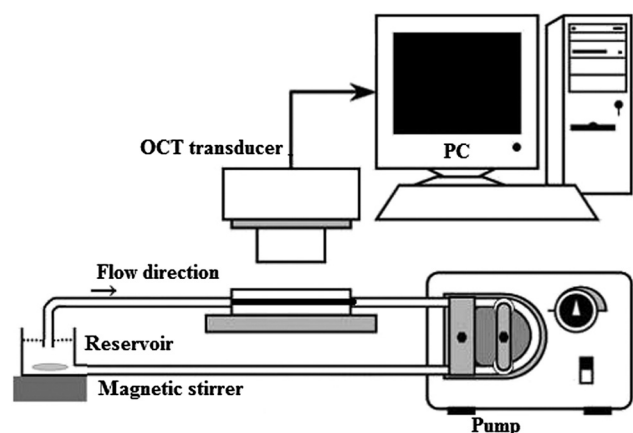 OCT transducer
PC
Flow direction
Reservoir
Magnetic stirrer
Pump